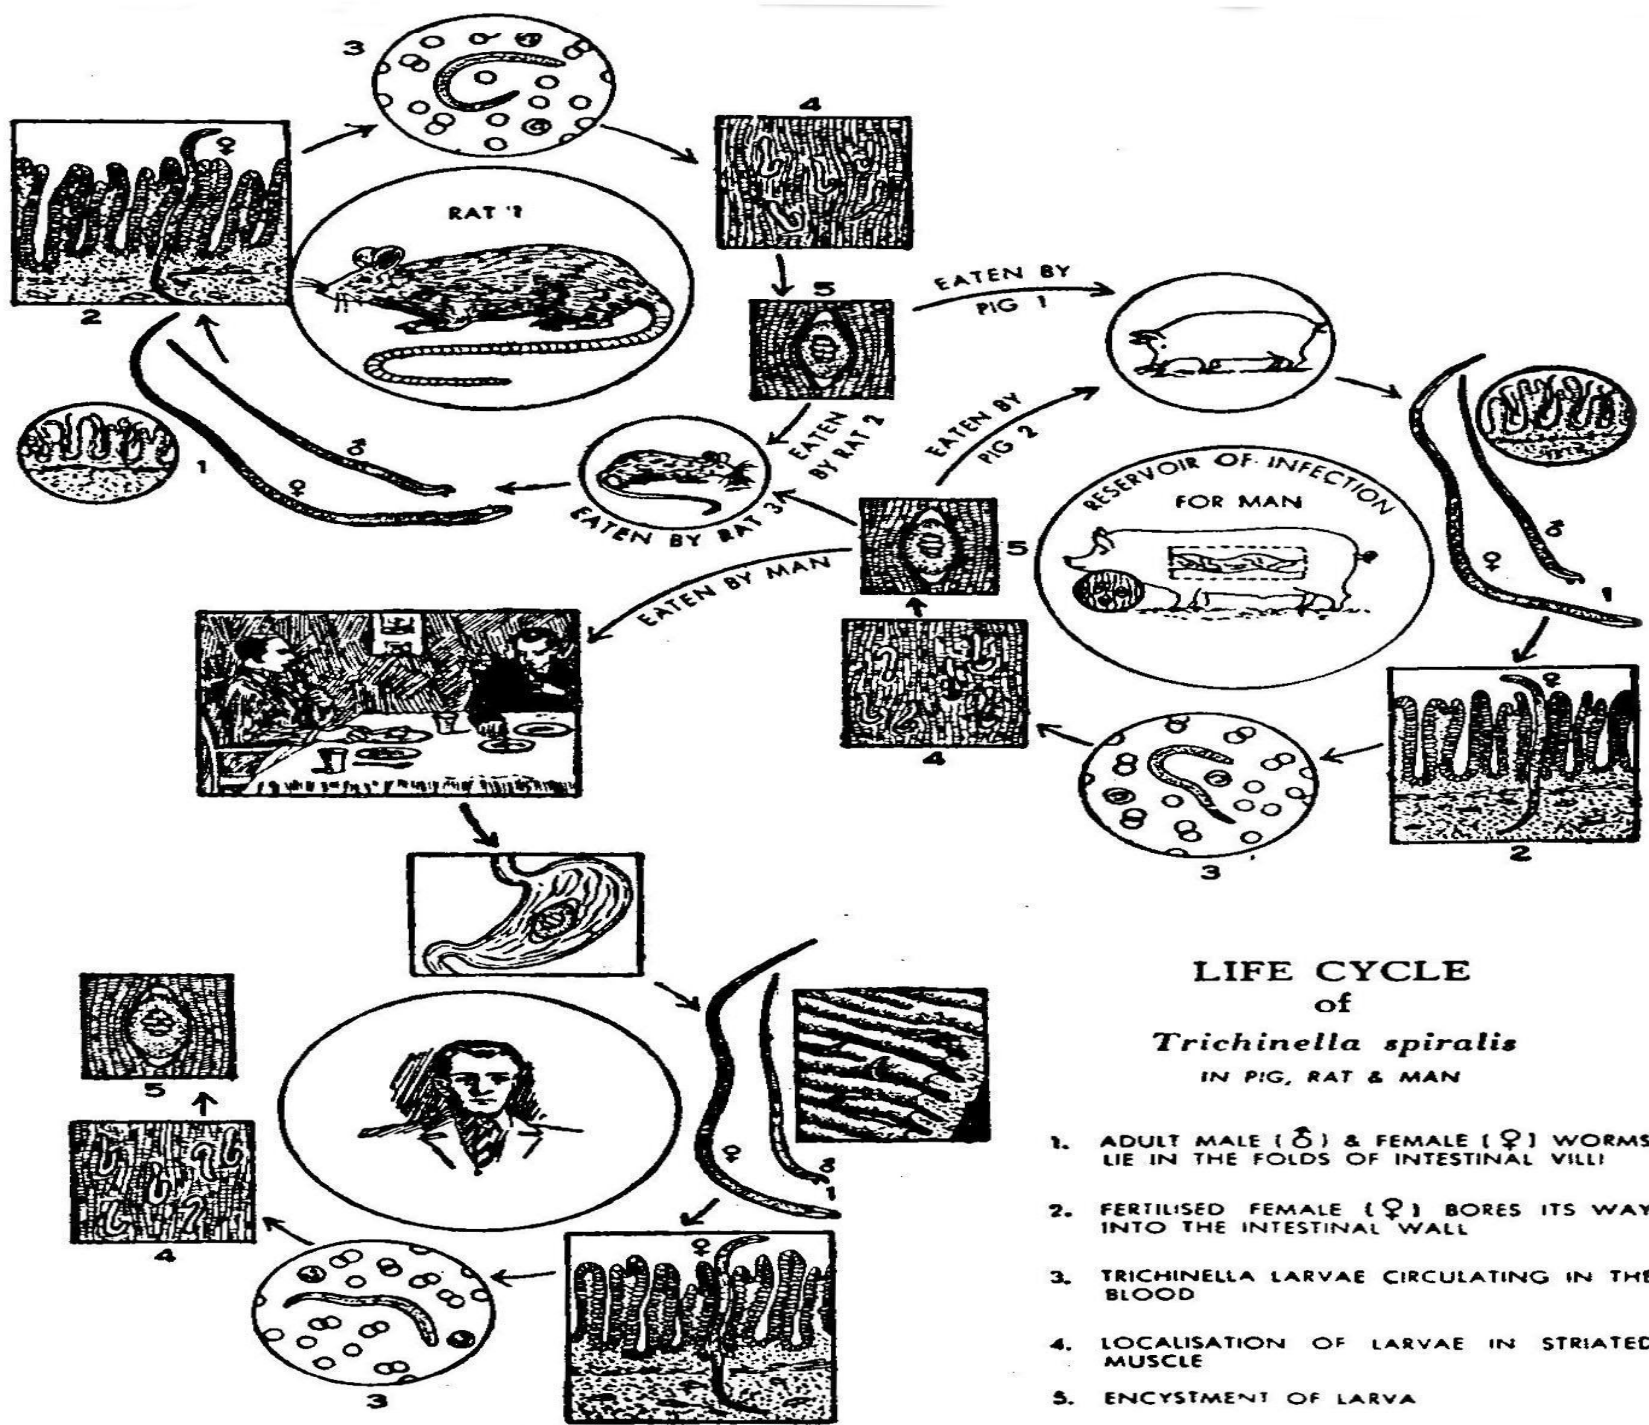 3
4
♀
RAT 1
2
5
EATEN BY
PIG 1
♂
♀
1
EATEN
BY RAT 2
EATEN BY
PIG 2
EATEN BY RAT 3
RESERVOIR OF INFECTION
FOR MAN
5
♂
♀
1
EATEN BY MAN
♀
4
3
2
5
♀
♂
1
4
♀
3
LIFE CYCLE
of
Trichinella spiralis
IN PIG, RAT & MAN
1. ADULT MALE (♂) & FEMALE (♀) WORMS
LIE IN THE FOLDS OF INTESTINAL VILLI
2. FERTILISED FEMALE (♀) BORES ITS WAY
INTO THE INTESTINAL WALL
3. TRICHINELLA LARVAE CIRCULATING IN THE
BLOOD
4. LOCALISATION OF LARVAE IN STRIATED
MUSCLE
5. ENCYSTMENT OF LARVA